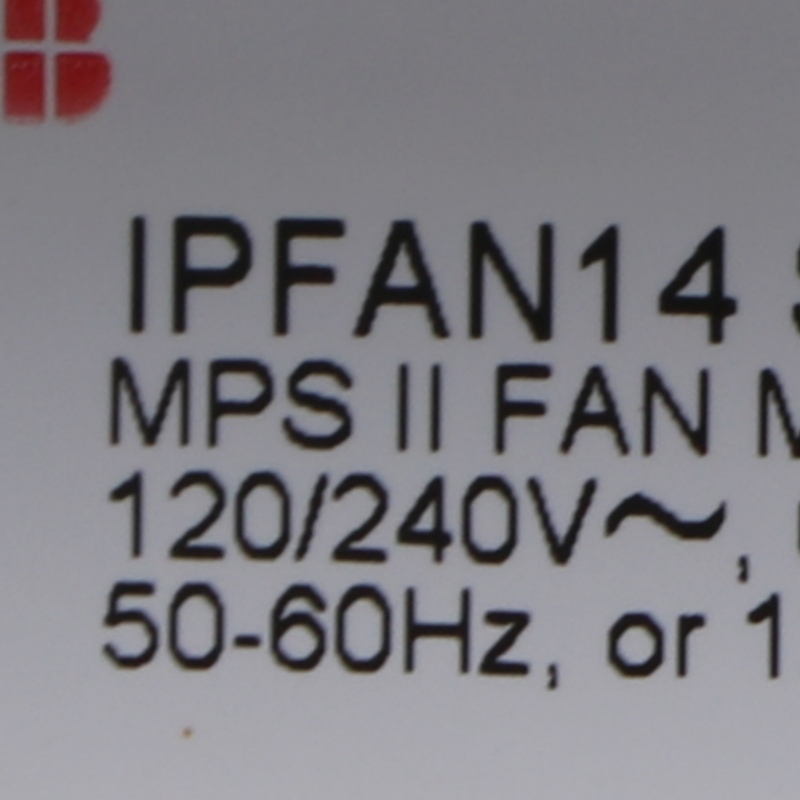 B
IPFAN14
MPS II FAN
120/240V~,
50-60Hz, or 1